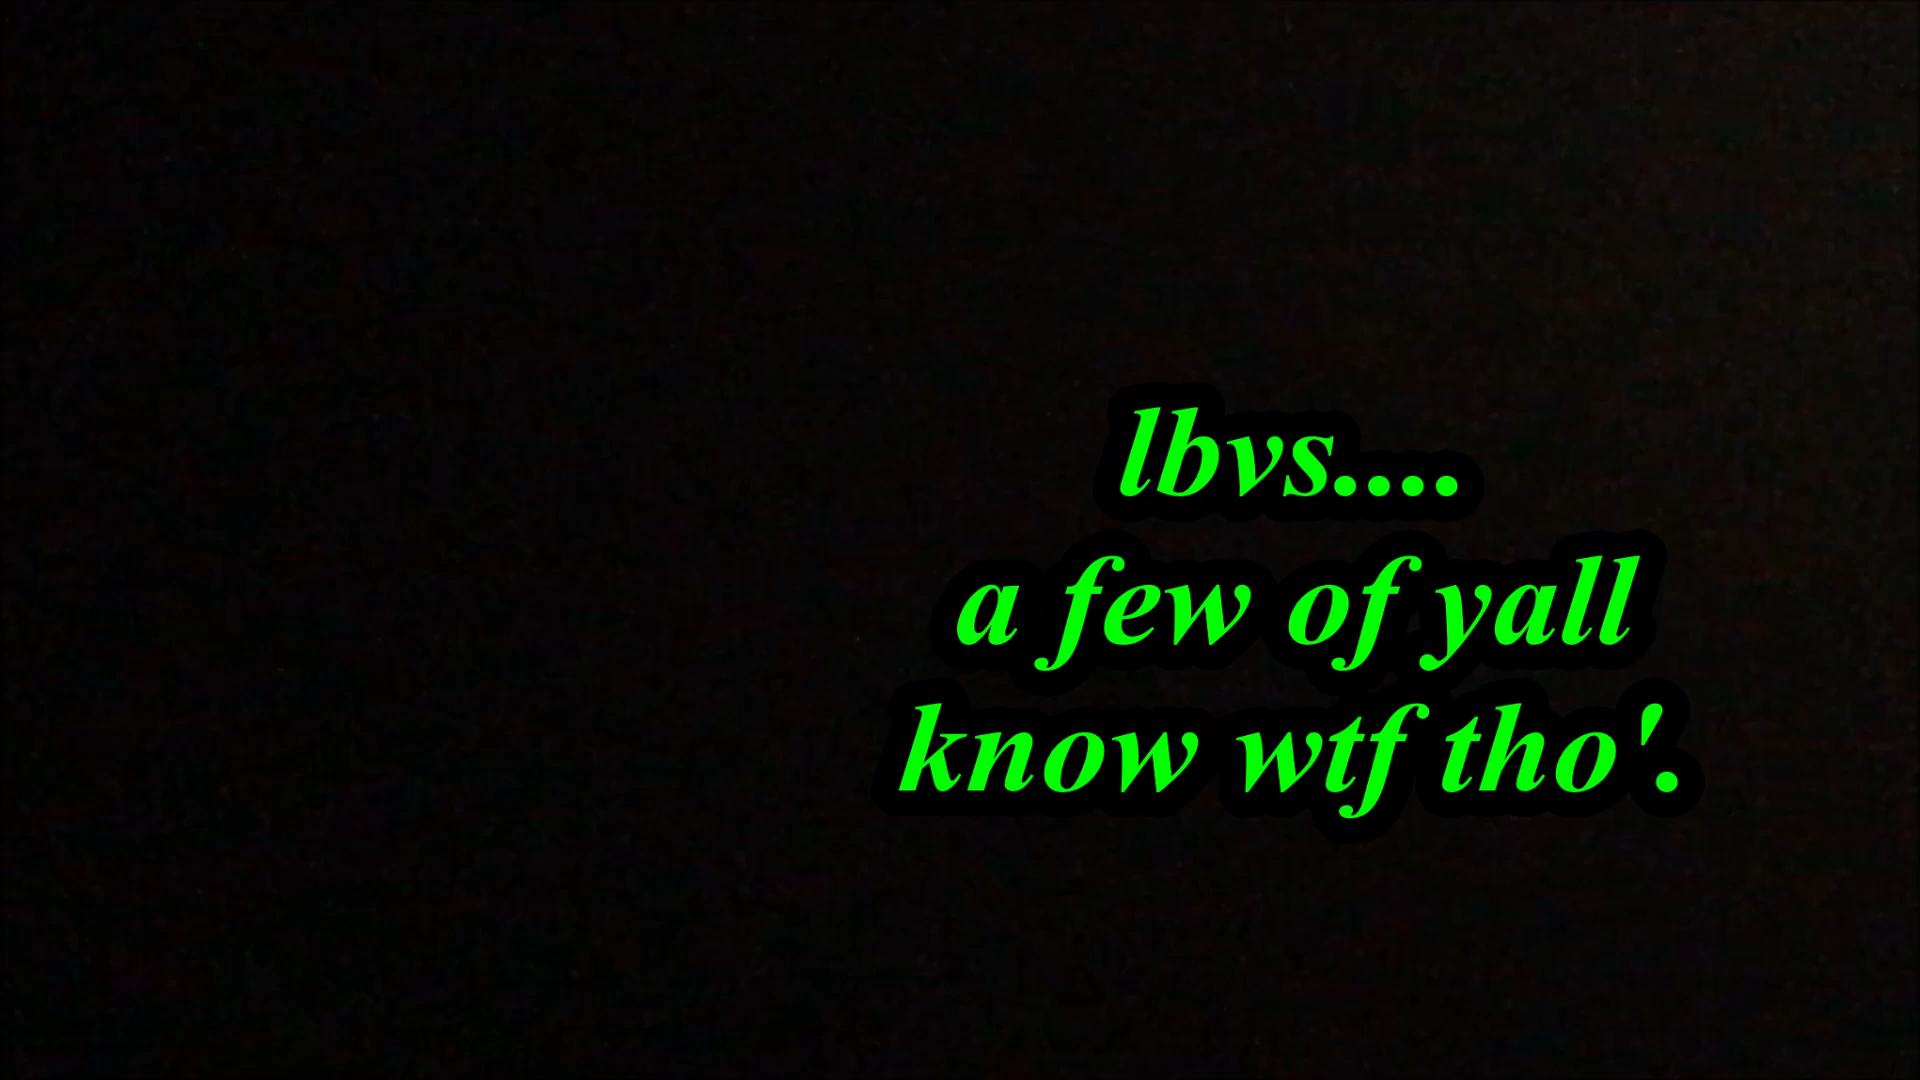 lbvs....
a few of yall
know wtf tho'.